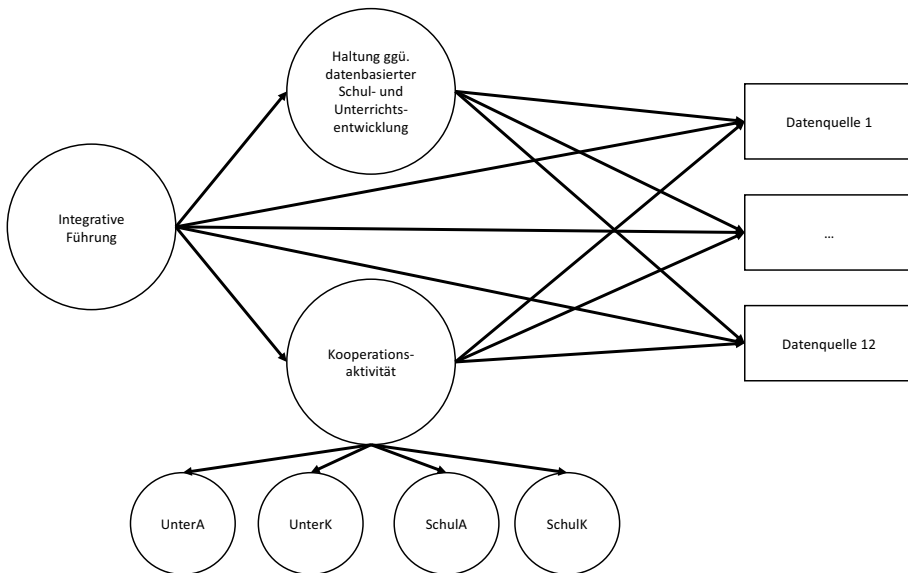 Haltung ggü.
datenbasierter
Schul- und
Unterrichts-
entwicklung
Datenquelle 1
Integrative
Führung
...
Datenquelle 12
Kooperations-
aktivität
UnterA
UnterK
SchulA
SchulK